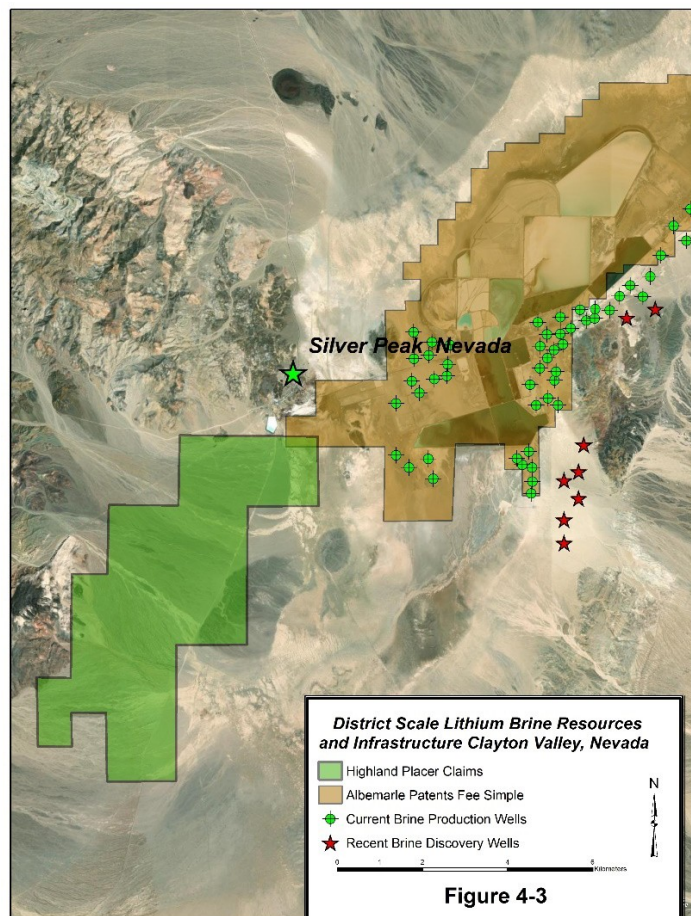 Silver Peak, Nevada
District Scale Lithium Brine Resources
and Infrastructure Clayton Valley, Nevada
Highland Placer Claims
Albemarle Patents Fee Simple
Current Brine Production Wells
Recent Brine Discovery Wells
N
0 1 2 4 6
Kilometers
Figure 4-3